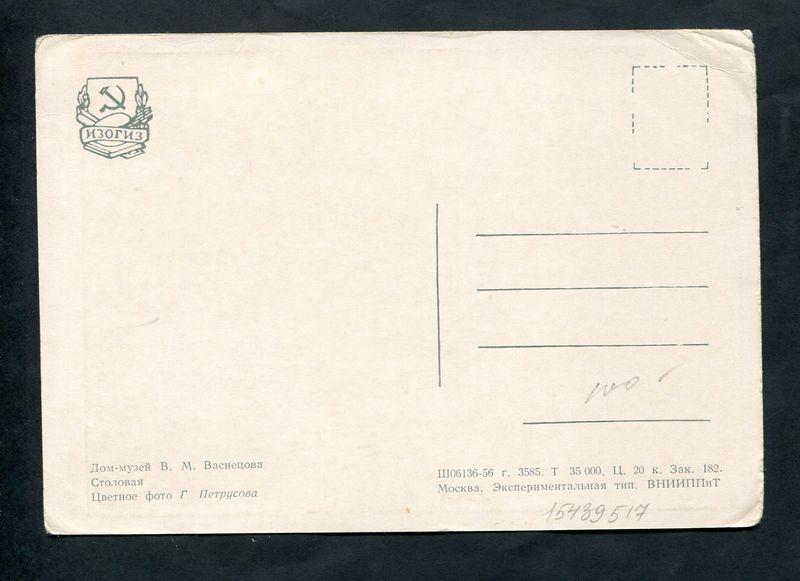 ИЗОГИЗ
100 -
Дом-музей В. М. Васнецова
Столовая
Цветное фото Г Петрусова
Ш06136-56 г. 3585. Т 35 000. Ц. 20 к. Зак. 182.
Москва. Экспериментальная тип. ВНИИППиТ
15439517